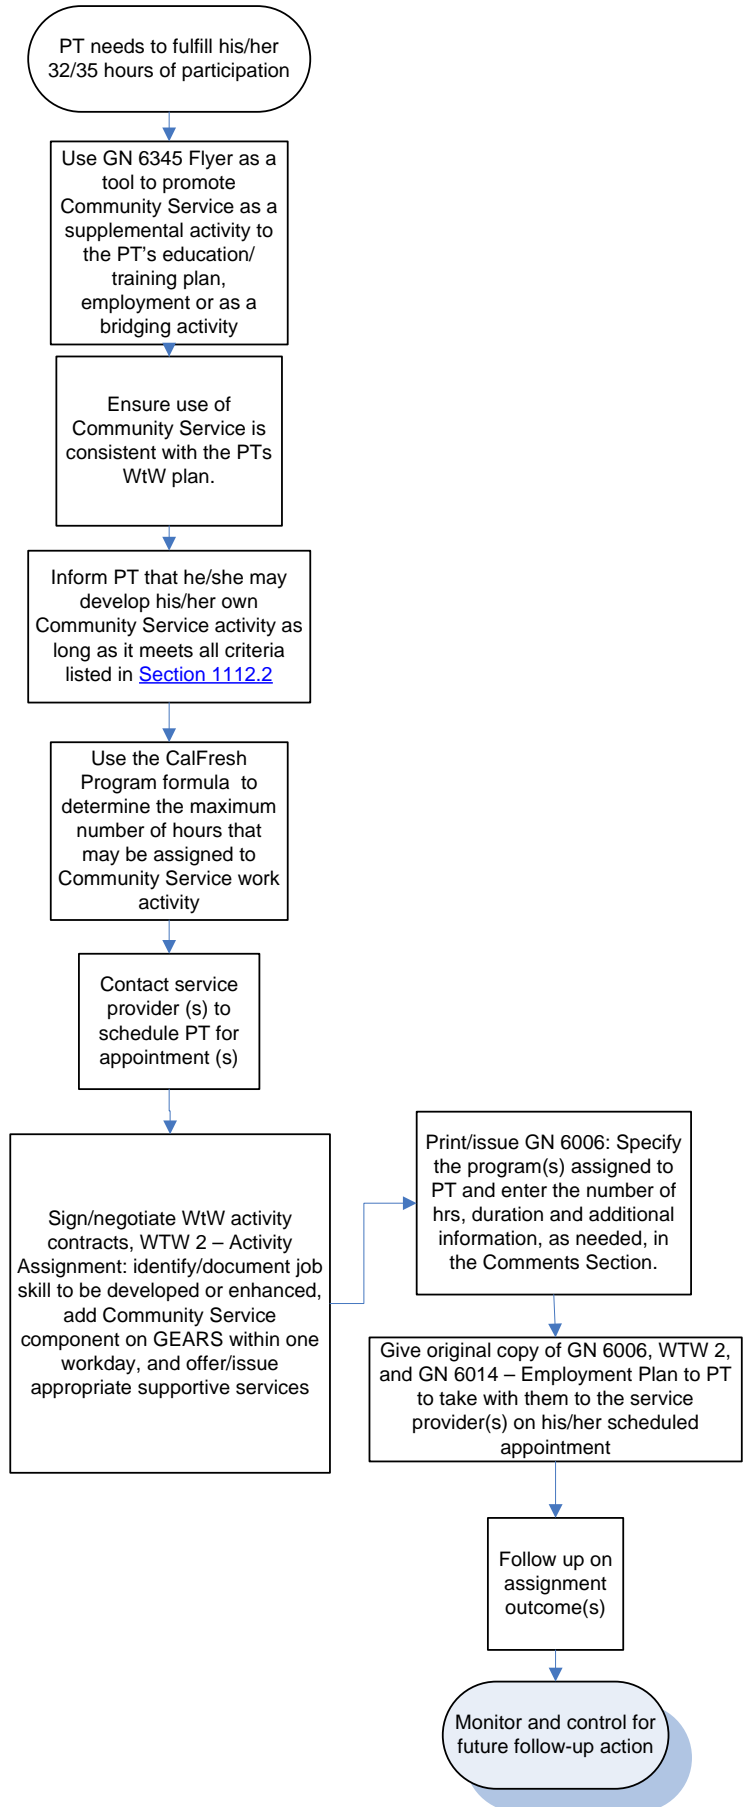 PT needs to fulfill his/her
32/35 hours of participation
Use GN 6345 Flyer as a
tool to promote
Community Service as a
supplemental activity to
the PT’s education/
training plan,
employment or as a
bridging activity
Ensure use of
Community Service is
consistent with the PTs
WtW plan.
Inform PT that he/she may
develop his/her own
Community Service activity as
long as it meets all criteria
listed in Section 1112.2
Use the CalFresh
Program formula to
determine the maximum
number of hours that
may be assigned to
Community Service work
activity
Contact service
provider (s) to
schedule PT for
appointment (s)
Sign/negotiate WtW activity
contracts, WTW 2 – Activity
Assignment: identify/document job
skill to be developed or enhanced,
add Community Service
component on GEARS within one
workday, and offer/issue
appropriate supportive services
Print/issue GN 6006: Specify
the program(s) assigned to
PT and enter the number of
hrs, duration and additional
information, as needed, in
the Comments Section.
Give original copy of GN 6006, WTW 2,
and GN 6014 – Employment Plan to PT
to take with them to the service
provider(s) on his/her scheduled
appointment
Follow up on
assignment
outcome(s)
Monitor and control for
future follow-up action